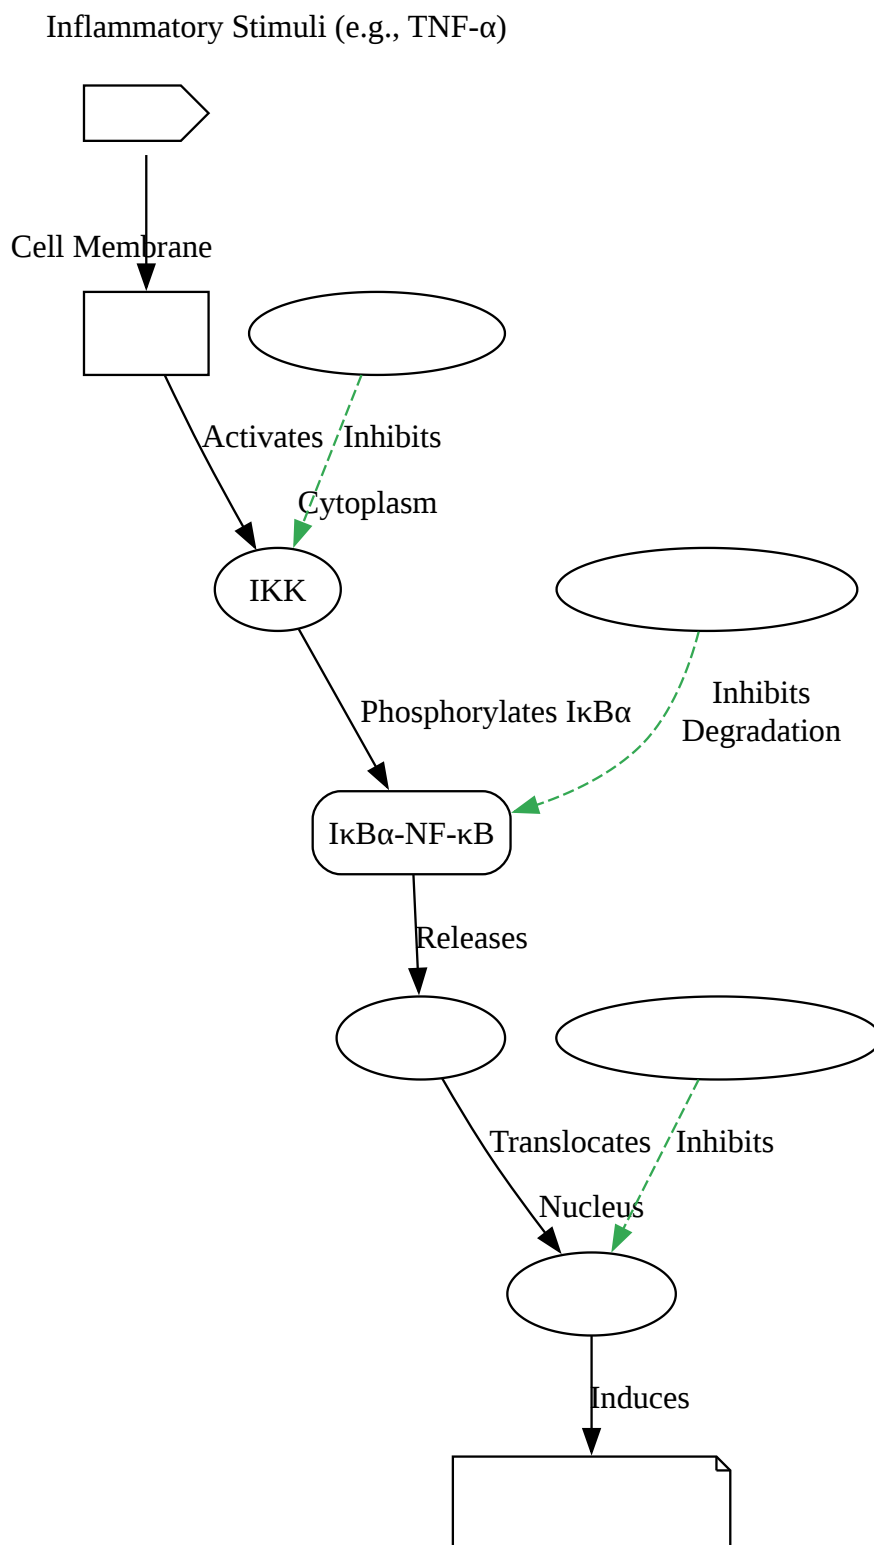 Inflammatory Stimuli (e.g., TNF-α)
Cell Membrane
Activates
Inhibits
Cytoplasm
IKK
Phosphorylates IκBα
Inhibits
Degradation
IκBα-NF-κB
Releases
Translocates
Inhibits
Nucleus
Induces